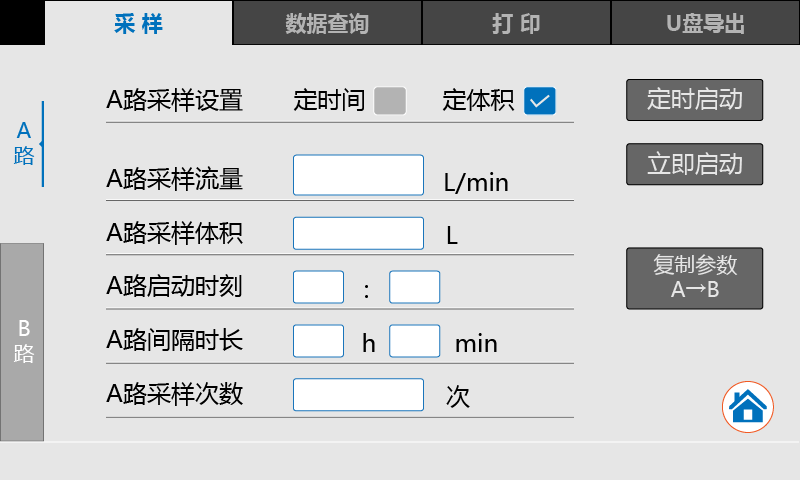 采样
数据查询
打印
U盘导出
A路
B路
A路采样设置 定时间 定体积
A路采样流量 L/min
A路采样体积 L
A路启动时刻 :
A路间隔时长 h min
A路采样次数 次
定时启动
立即启动
复制参数
A→B